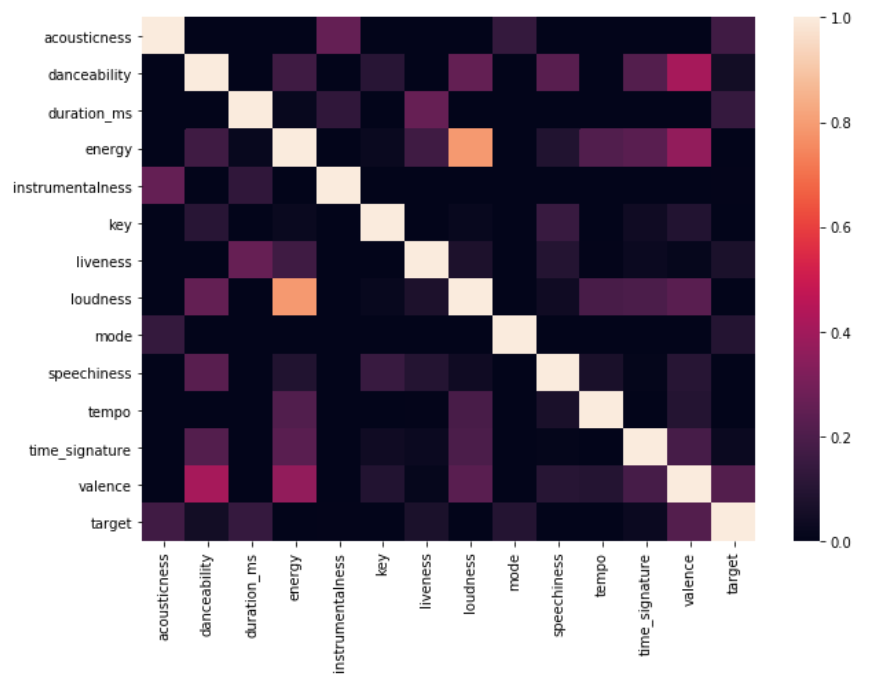 acousticness
danceability
duration_ms
energy
instrumentalness
key
liveness
loudness
mode
speechiness
tempo
time_signature
valence
target
acousticness
danceability
duration_ms
energy
instrumentalness
key
liveness
loudness
mode
speechiness
tempo
time_signature
valence
target
1.0
0.8
0.6
0.4
0.2
0.0